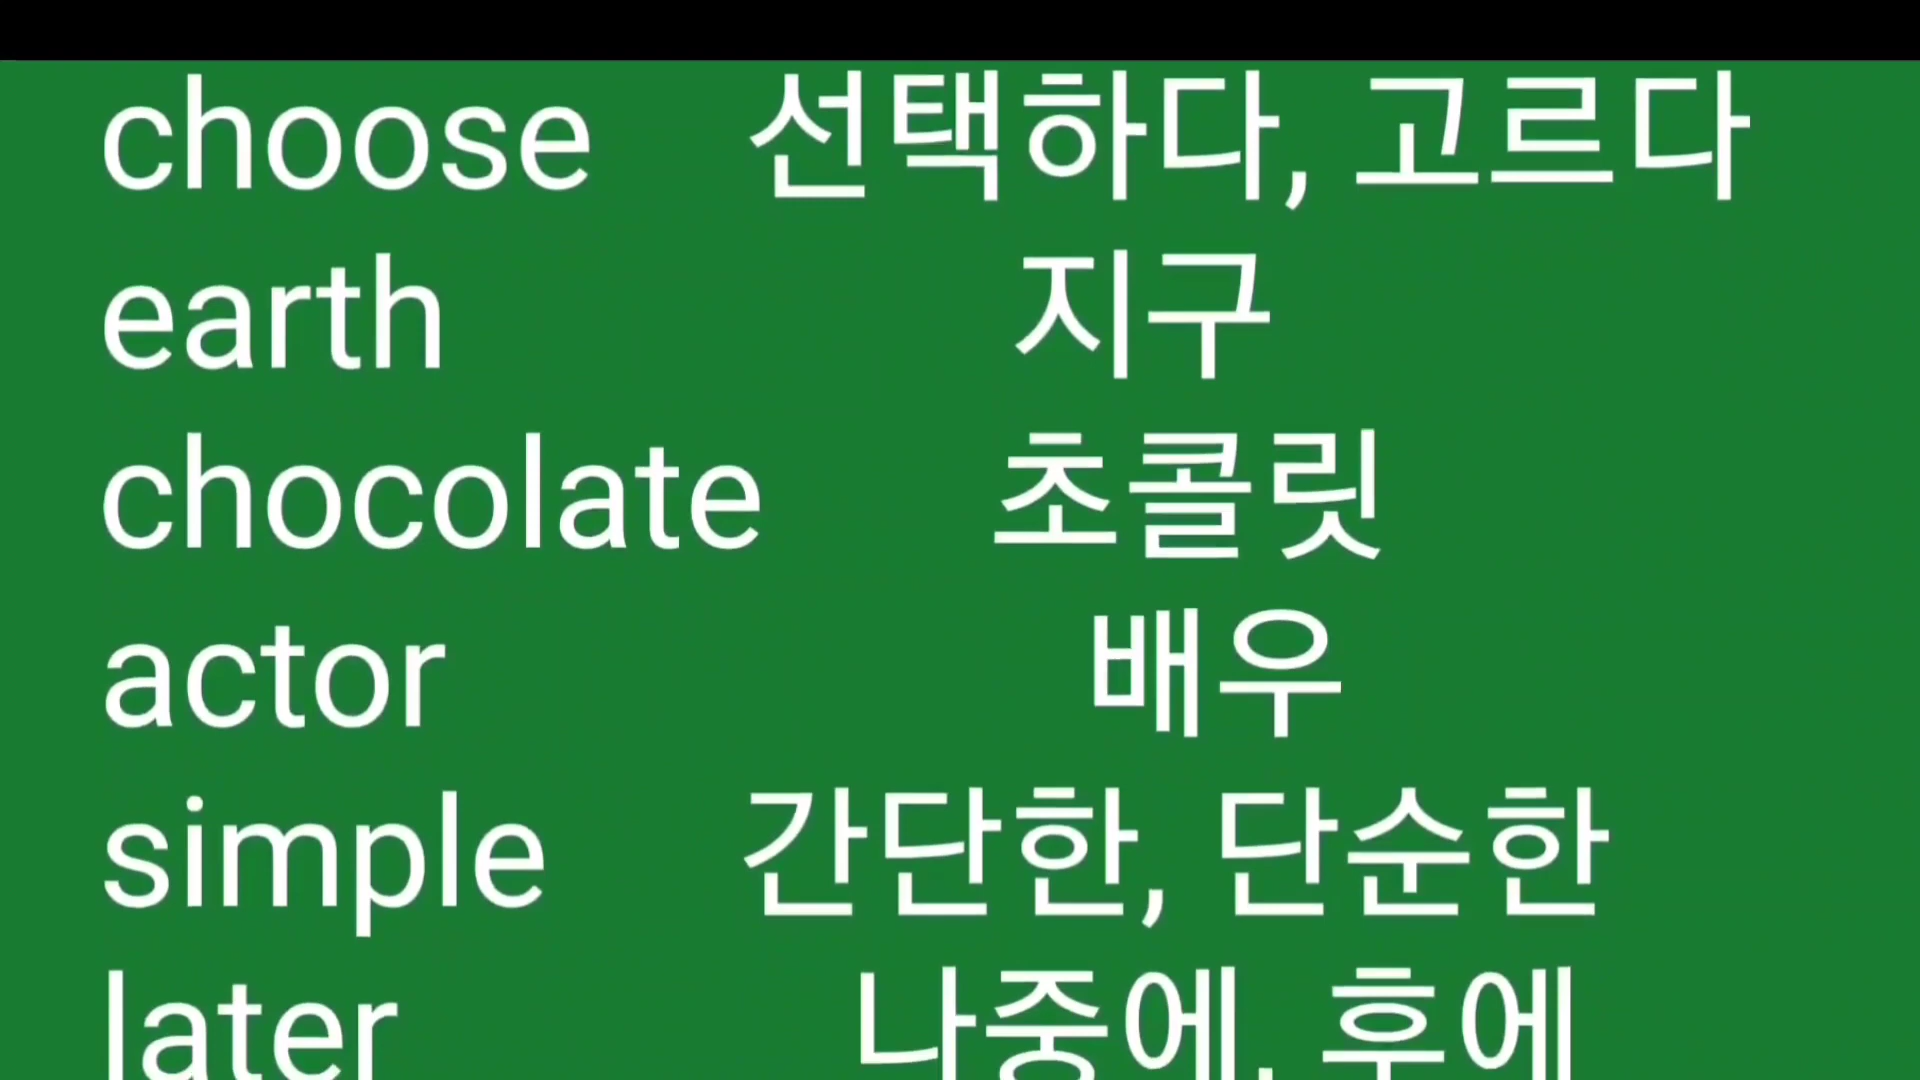 choose 선택하다, 고르다
earth 지구
chocolate 초콜릿
actor 배우
simple 간단한, 단순한
later 나중에, 후에